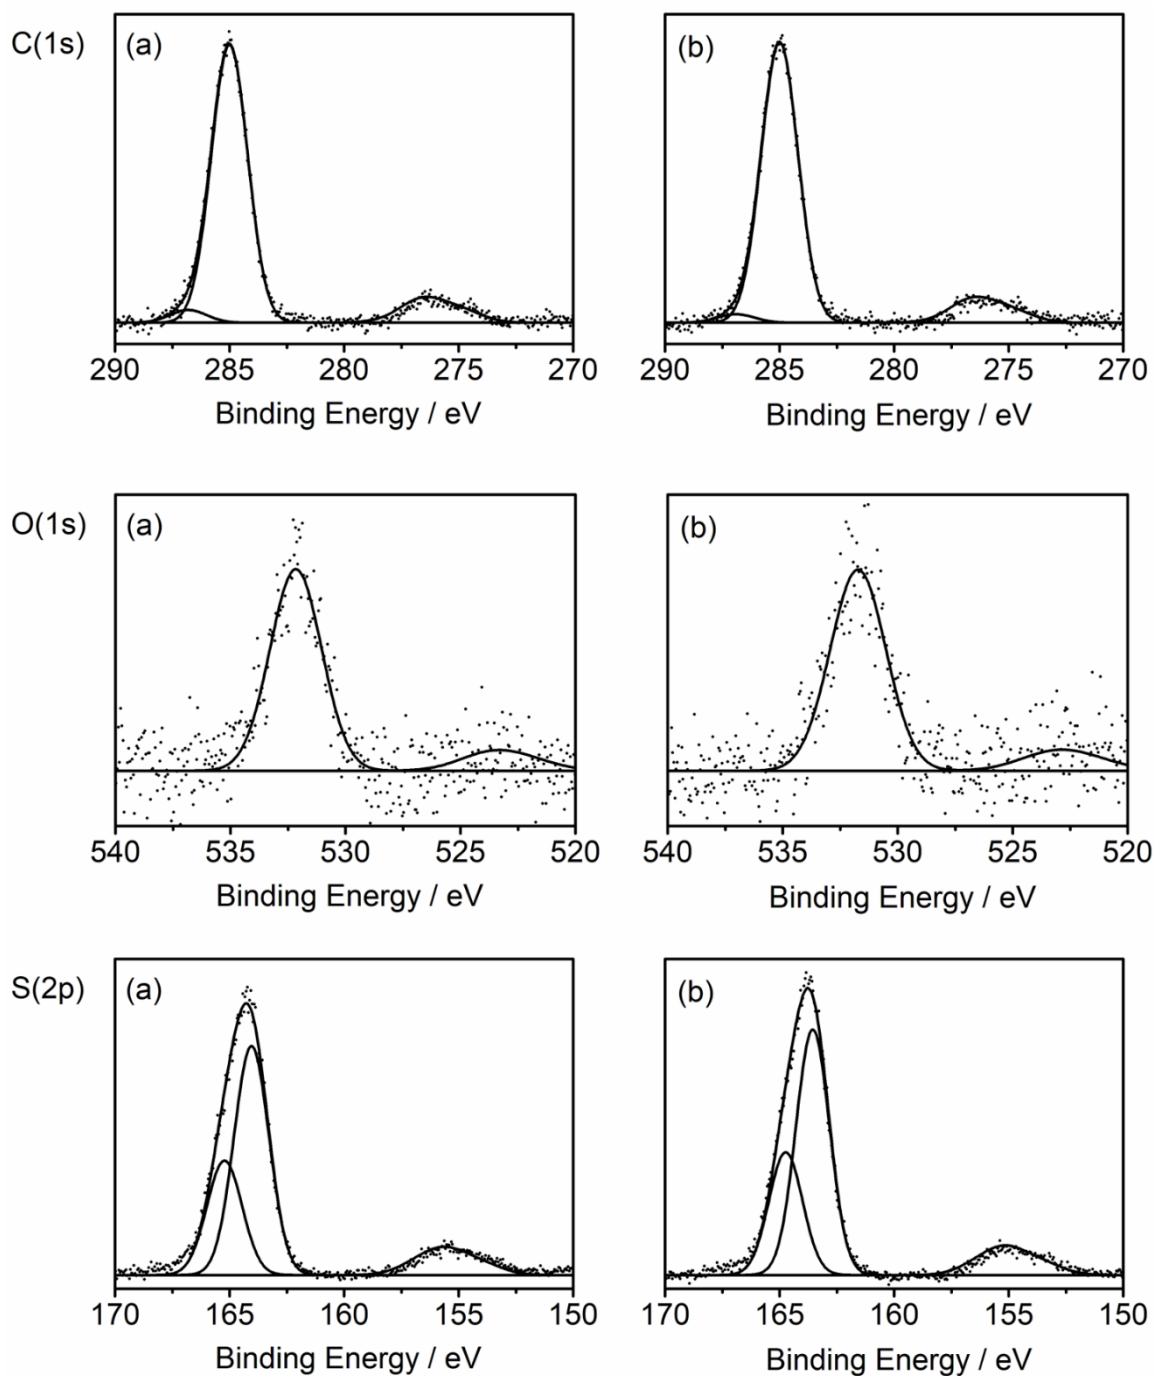 C(1s) (a) (b)
290 285 280 275 270 290 285 280 275 270
Binding Energy / eV Binding Energy / eV
O(1s) (a) (b)
540 535 530 525 520 540 535 530 525 520
Binding Energy / eV Binding Energy / eV
S(2p) (a) (b)
170 165 160 155 150 170 165 160 155 150
Binding Energy / eV Binding Energy / eV